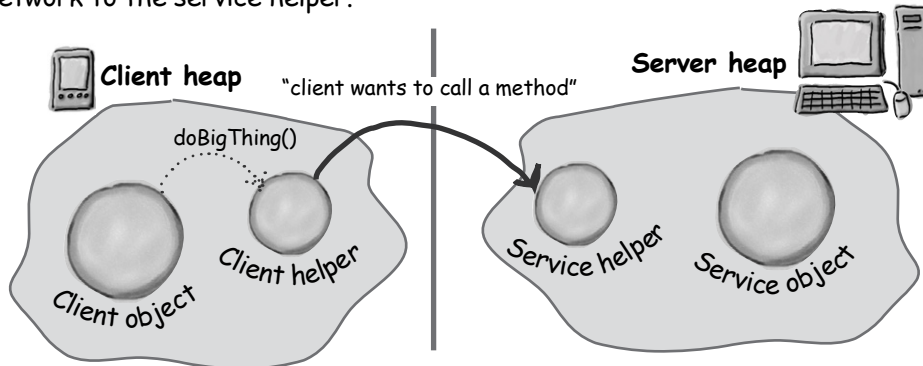 network to the service helper.
Client heap
Server heap
“client wants to call a method”
doBigThing()
Client helper
Client object
Service helper
Service object